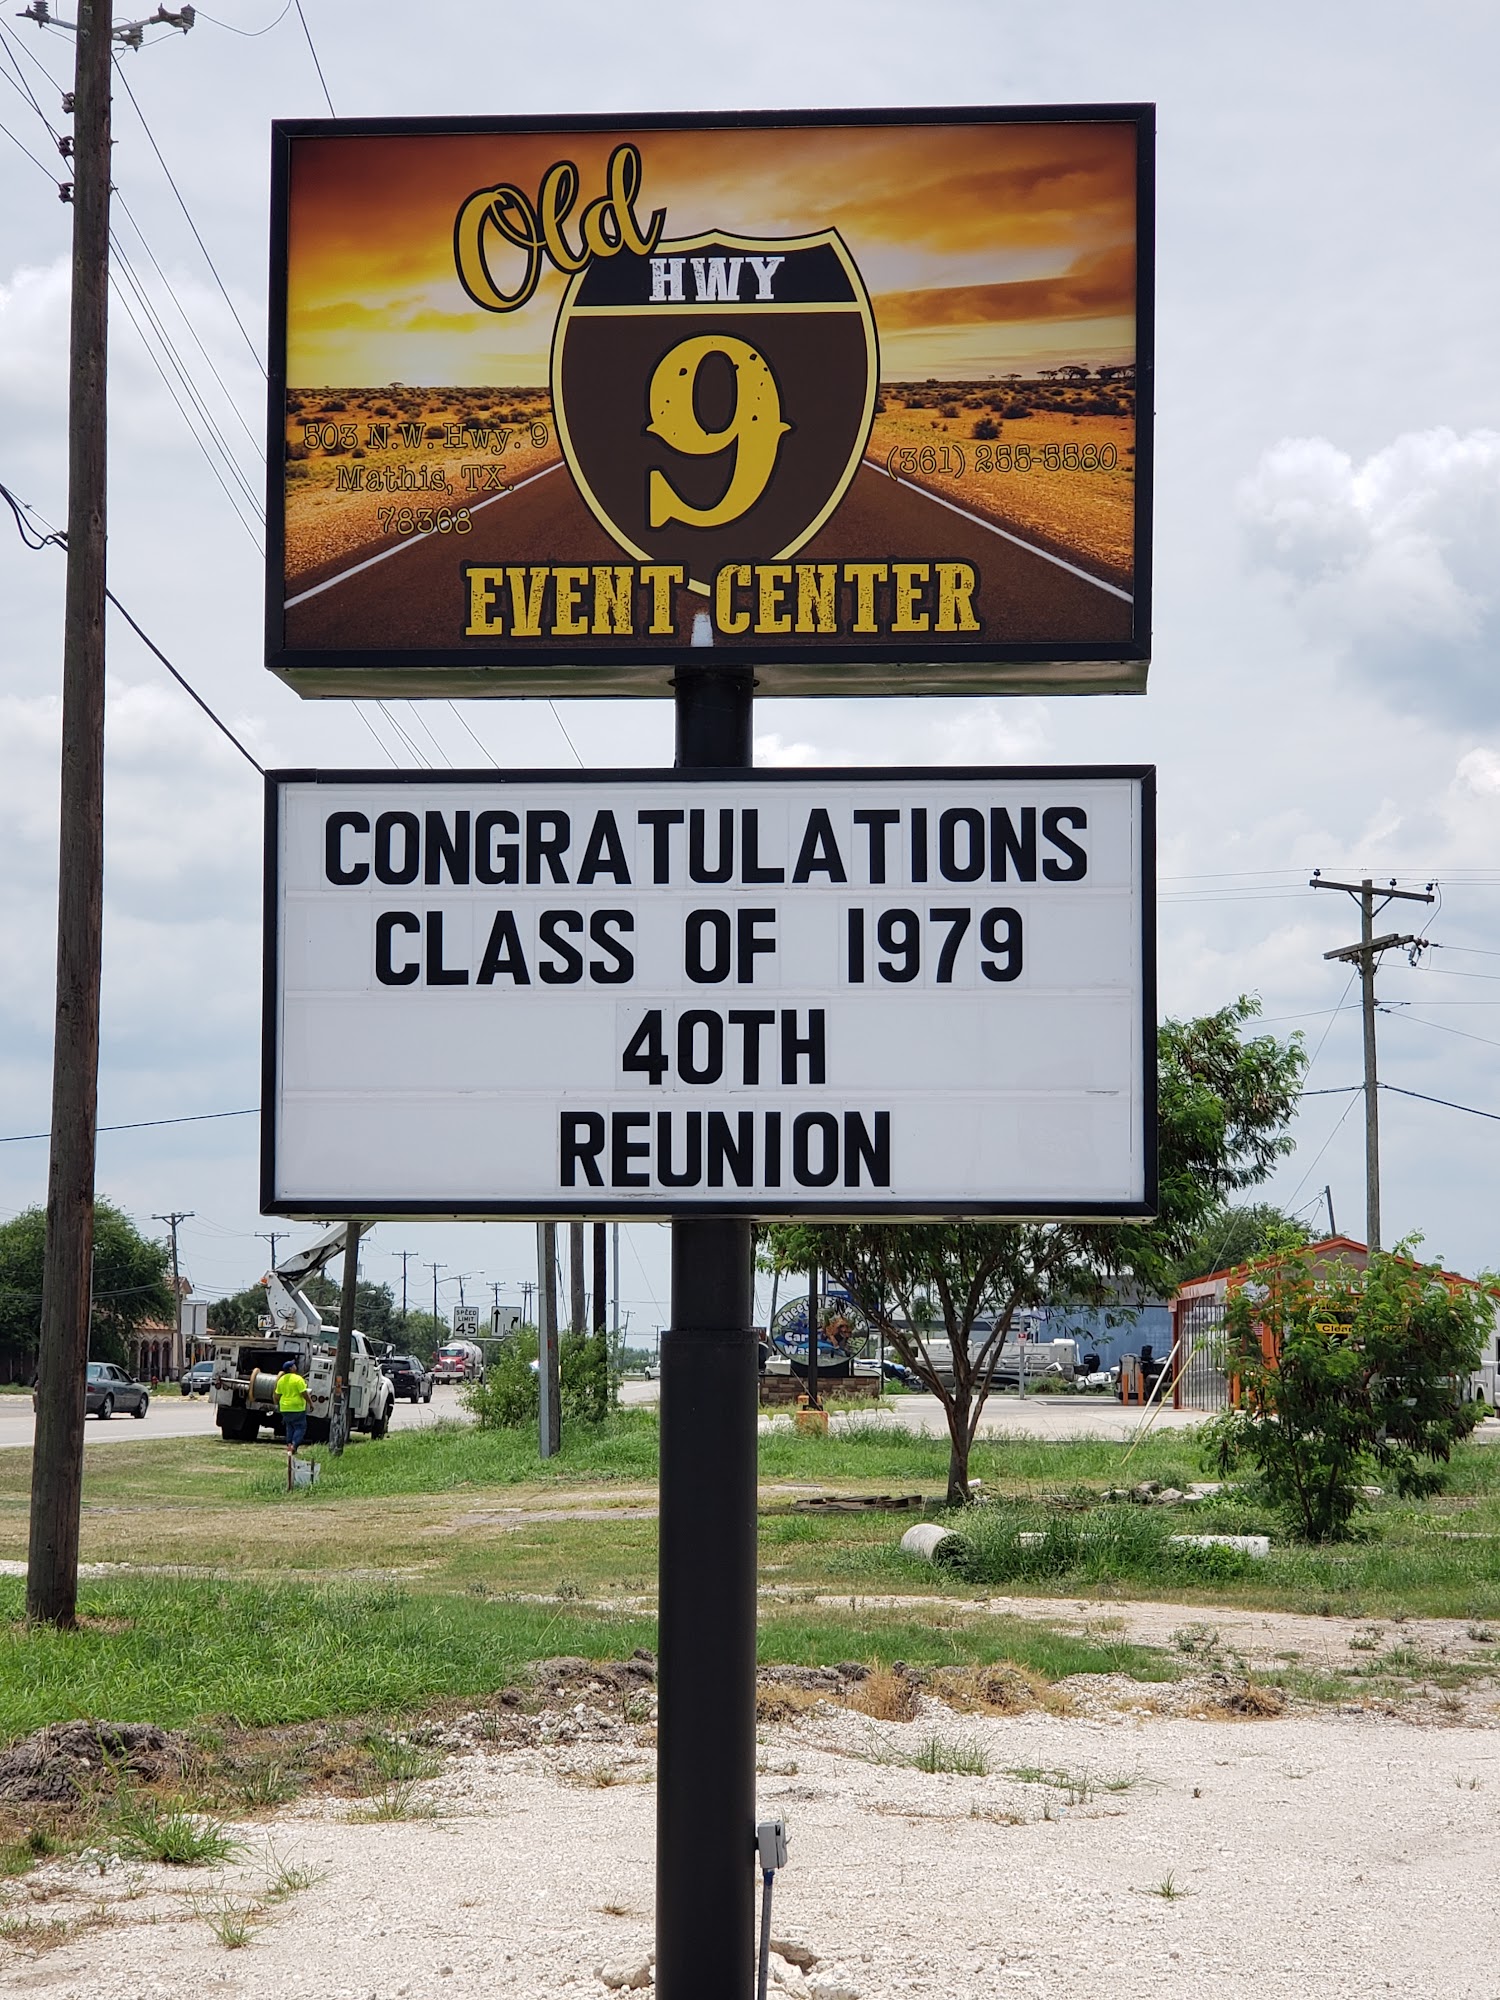 Old
HWY
9
503 N.W. Hwy. 9
Mathis, TX.
78368
(361) 255-5580
EVENT CENTER
CONGRATULATIONS
CLASS OF 1979
40TH
REUNION
SPEED
LIMIT
45
Car